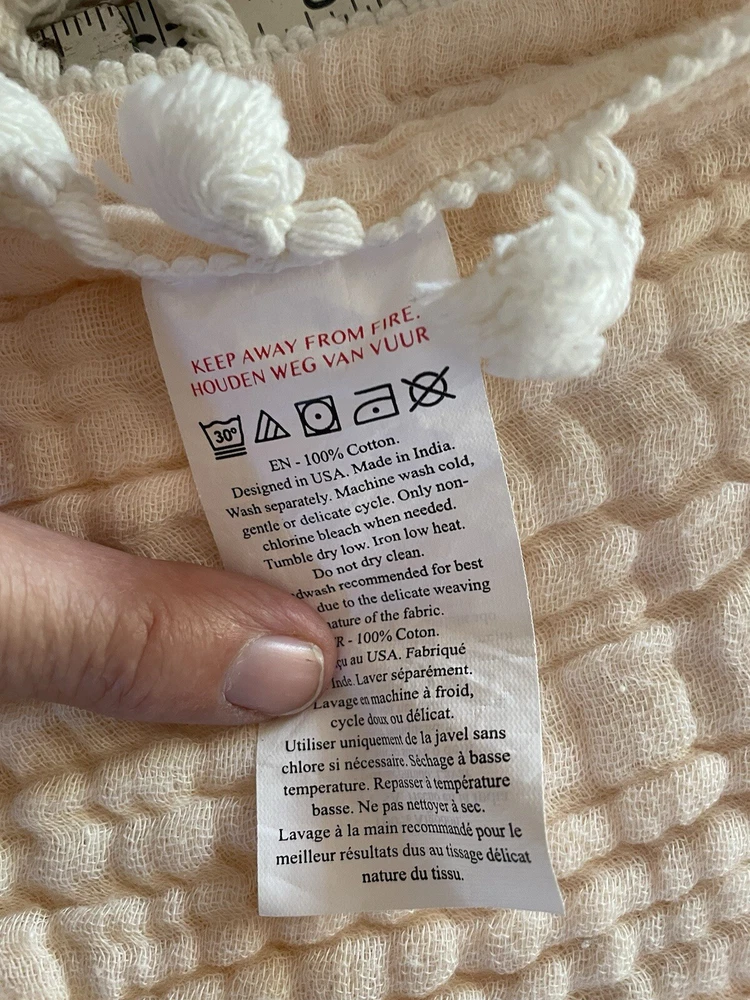 KEEP AWAY FROM FIRE.
HOUDEN WEG VAN VUUR
30°
EN - 100% Cotton.
Designed in USA. Made in India.
Wash separately. Machine wash cold,
gentle or delicate cycle. Only non-
chlorine bleach when needed.
Tumble dry low. Iron low heat.
Do not dry clean.
dwash recommended for best
due to the delicate weaving
nature of the fabric.
R - 100% Coton.
çu au USA. Fabriqué
Inde. Laver séparément.
Lavage en machine à froid,
cycle doux ou délicat.
Utiliser uniquement de la javel sans
chlore si nécessaire. Séchage à basse
temperature. Repasser à température
basse. Ne pas nettoyer à sec.
Lavage à la main recommandé pour le
meilleur résultats dus au tissage délicat
nature du tissu.